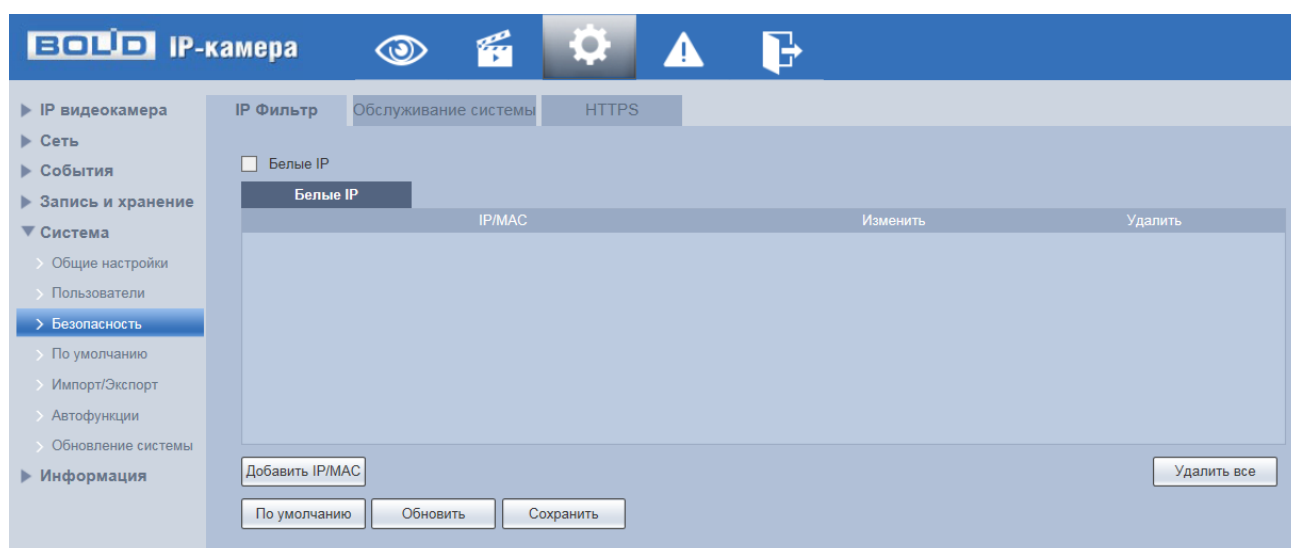 BOLID IP-камера
IP видеокамера
Сеть
События
Запись и хранение
Система
Общие настройки
Пользователи
Безопасность
По умолчанию
Импорт/Экспорт
Автофункции
Обновление системы
Информация
IP Фильтр Обслуживание системы HTTPS
Белые IP
Белые IP
IP/MAC Изменить Удалить
Добавить IP/MAC Удалить все
По умолчанию Обновить Сохранить